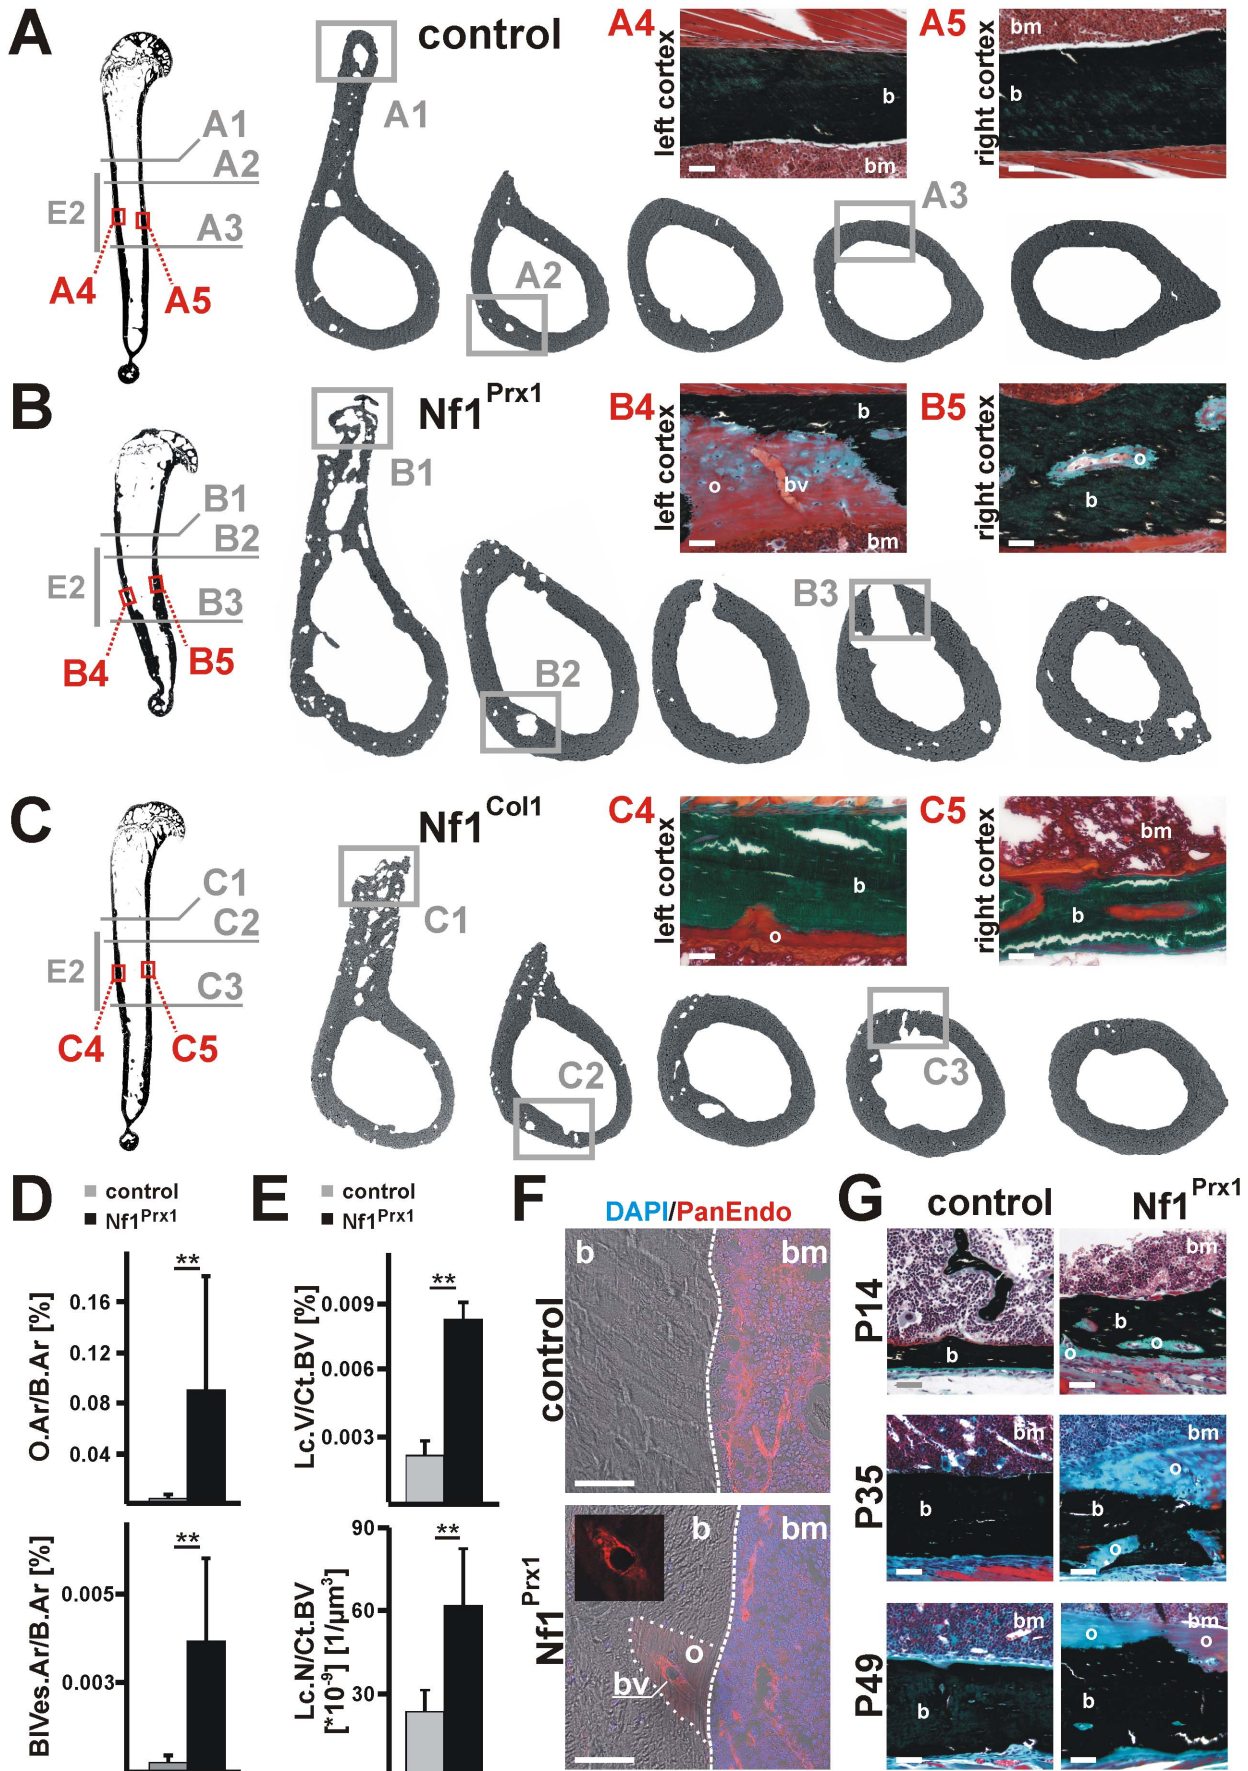 A
control
A1
A2
E2
A3
A4
A5
A1
A2
A3
A4
left cortex
b
bm
A5
right cortex
bm
b
B
Nf1Prx1
B1
B2
E2
B3
B4
B5
B1
B2
B3
B4
left cortex
b
o
bv
bm
B5
right cortex
o
b
C
Nf1Col1
C1
C2
E2
C3
C4
C5
C1
C2
C3
C4
left cortex
b
o
C5
right cortex
bm
b
D
control
Nf1Prx1
O.Ar/B.Ar [%]
**
0.16
0.12
0.08
0.04
BlVes.Ar/B.Ar [%]
**
0.005
0.003
E
control
Nf1Prx1
Lc.V/Ct.BV [%]
**
0.009
0.006
0.003
Lc.N/Ct.BV
[*10-9] [1/µm3]
**
90
60
30
F
DAPI/PanEndo
control
b
bm
Nf1Prx1
b
bm
o
bv
G
control
Nf1Prx1
P14
b
bm
b
o
o
P35
bm
b
bm
o
b
o
P49
bm
b
bm
o
o
b